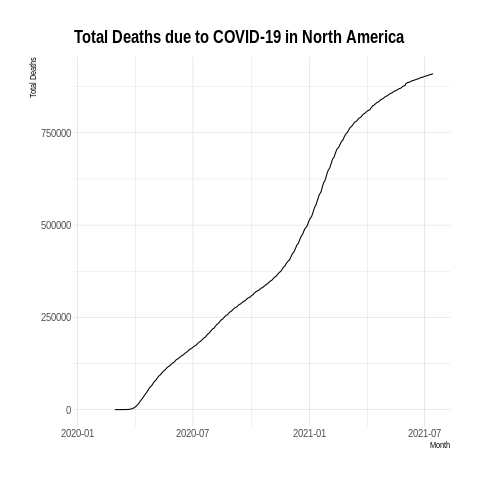 Total Deaths due to COVID-19 in North America
Total Deaths
750000
500000
250000
0
2020-01 2020-07 2021-01 2021-07
Month